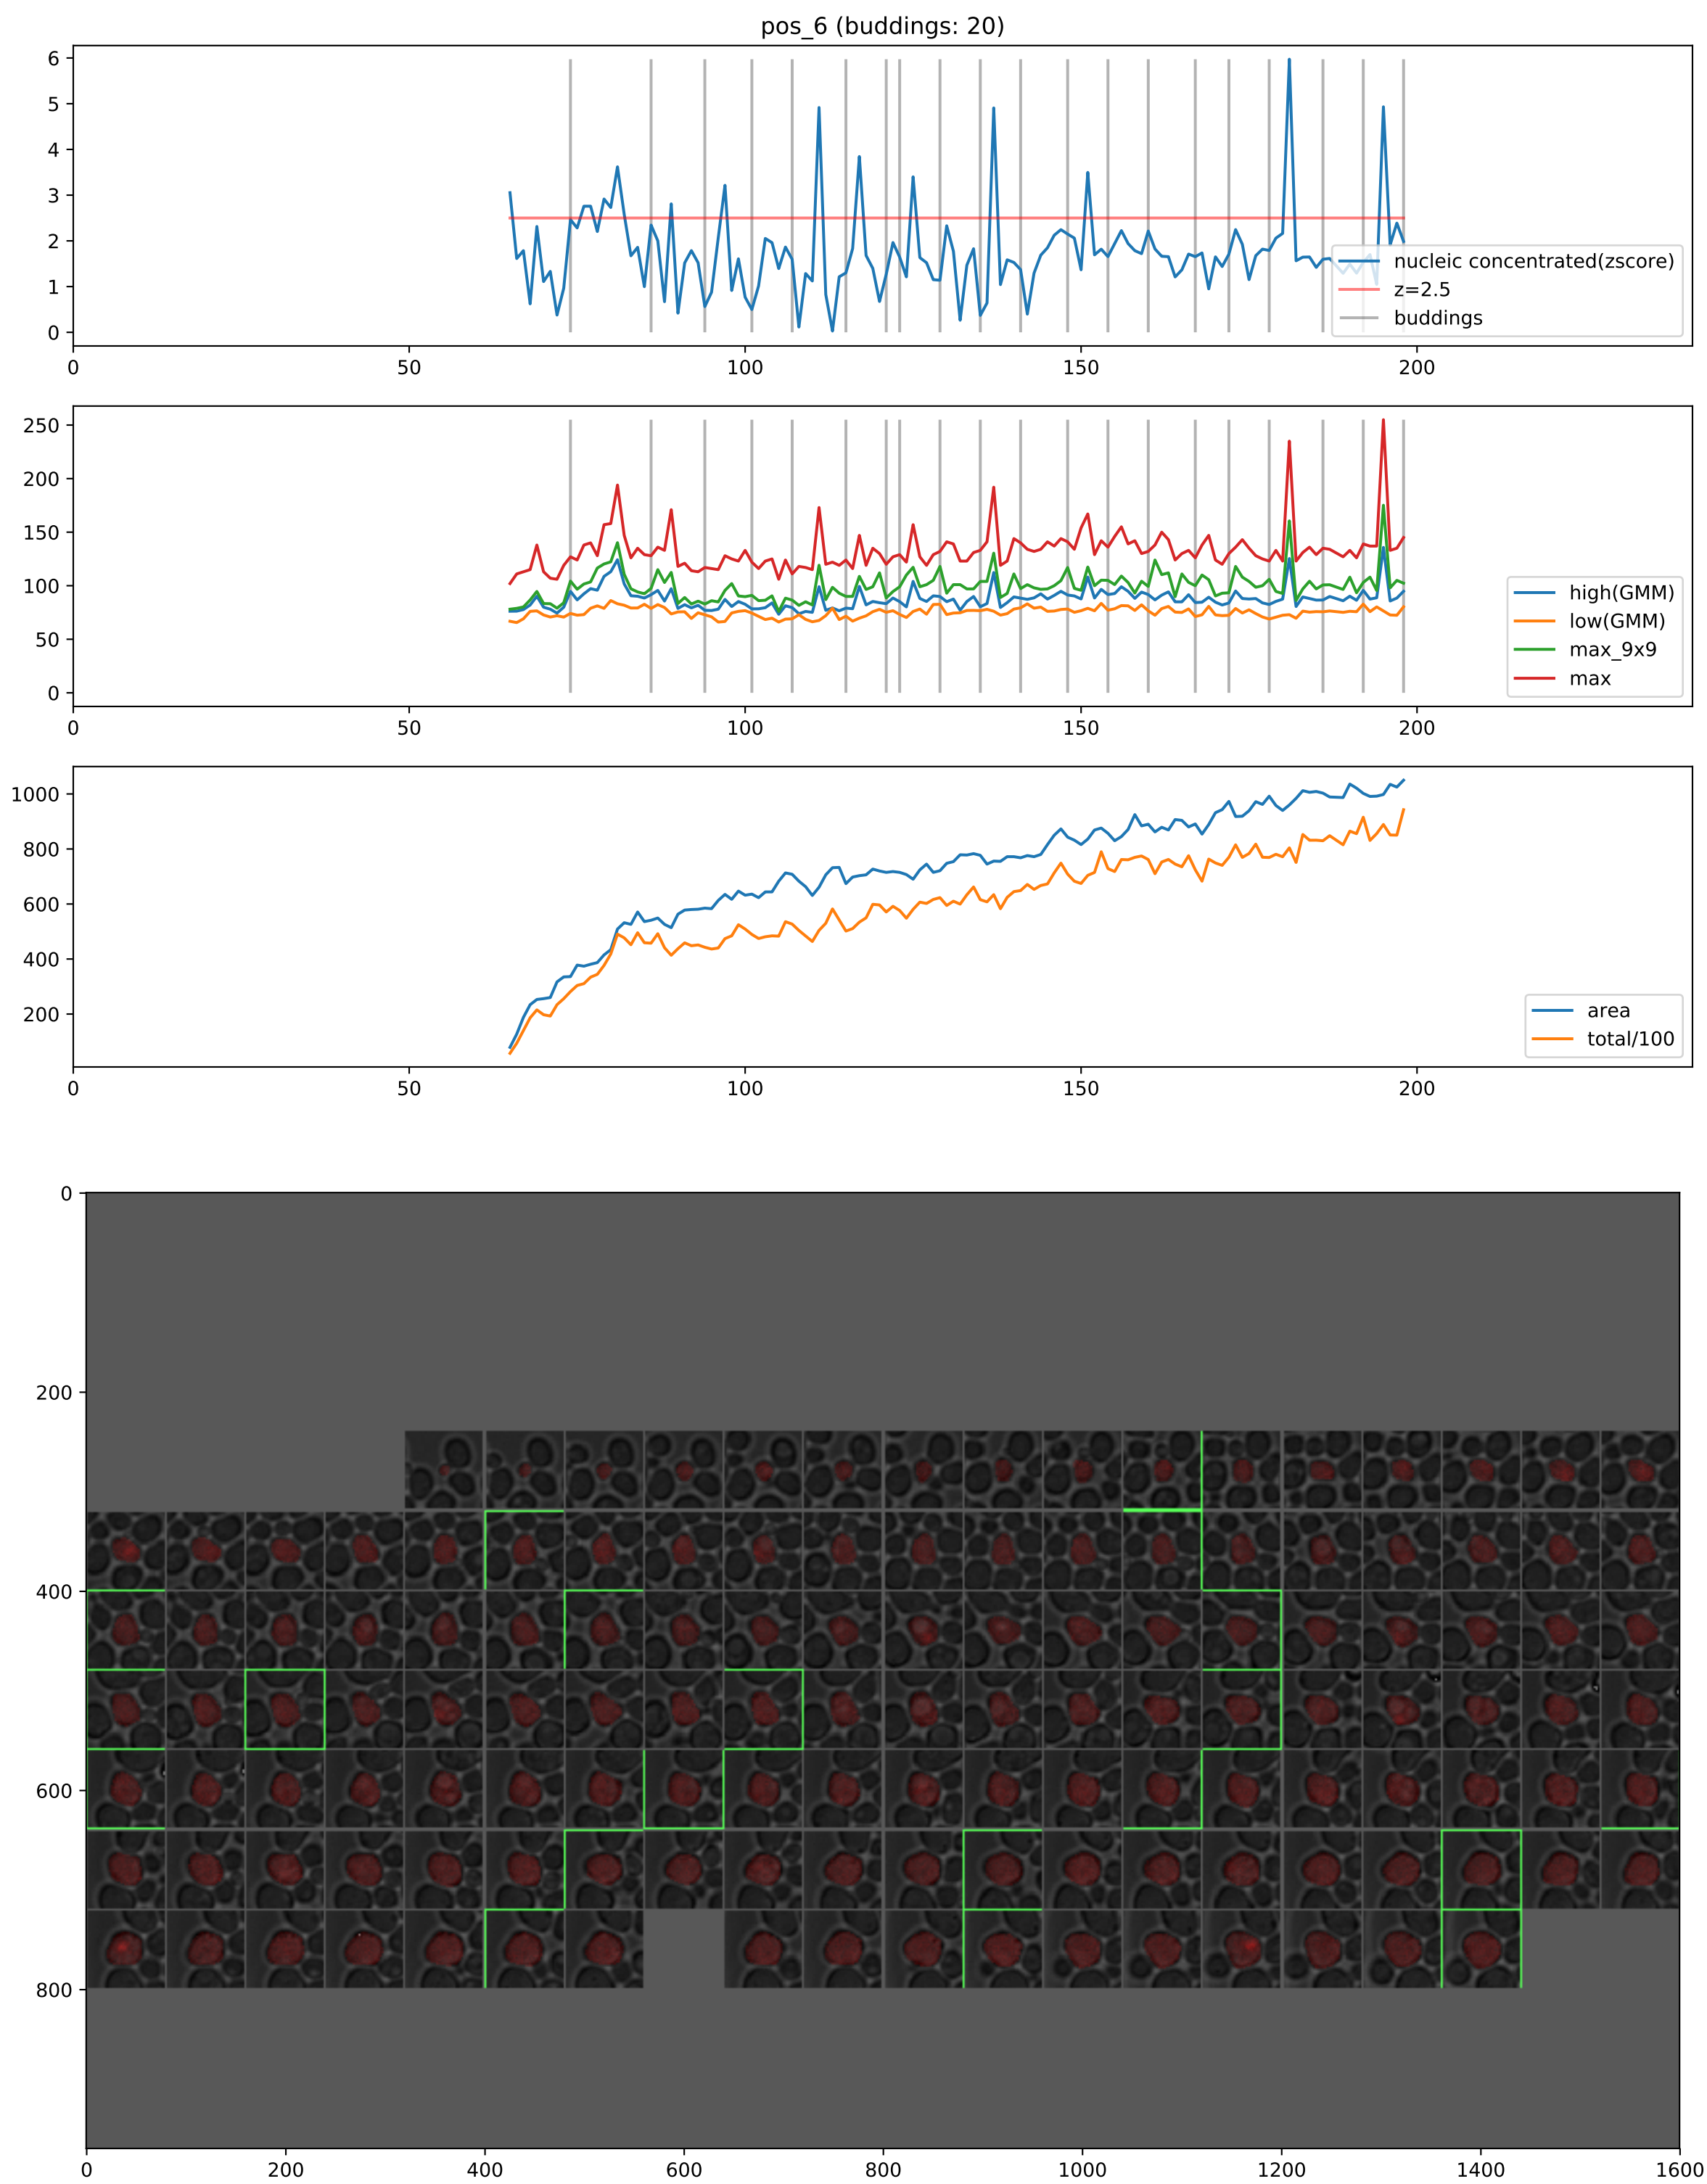 pos_6 (buddings: 20)
6
5
4
3
2
1
0
nucleic concentrated(zscore)
z=2.5
buddings
0 50 100 150 200
250
200
150
100
50
0
high(GMM)
low(GMM)
max_9x9
max
0 50 100 150 200
1000
800
600
400
200
area
total/100
0 50 100 150 200
0
200
400
600
800
0 200 400 600 800 1000 1200 1400 1600